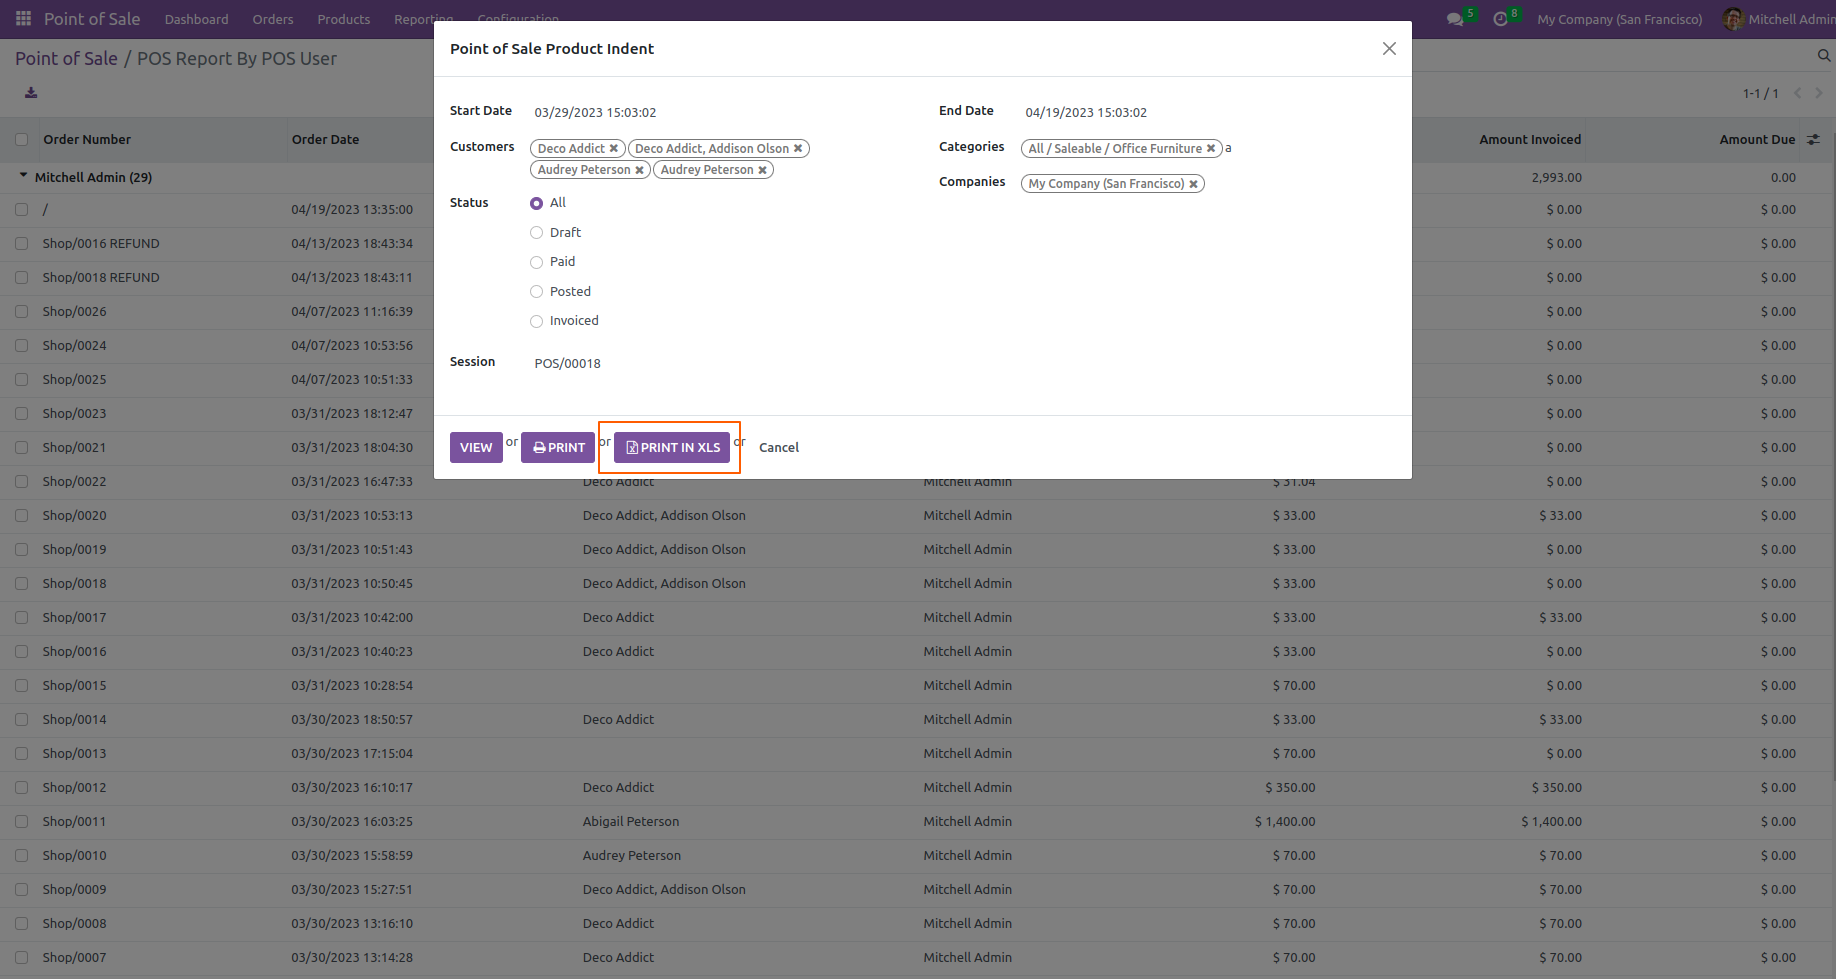 Point of Sale Dashboard Orders Products Reporting Configuration 5 8 My Company (San Francisco) Mitchell Admin
Point of Sale / POS Report By POS User
1-1 / 1
Order Number Order Date Amount Invoiced Amount Due
Mitchell Admin (29) 2,993.00 0.00
/ 04/19/2023 13:35:00 $ 0.00 $ 0.00
Shop/0016 REFUND 04/13/2023 18:43:34 $ 0.00 $ 0.00
Shop/0018 REFUND 04/13/2023 18:43:11 $ 0.00 $ 0.00
Shop/0026 04/07/2023 11:16:39 $ 0.00 $ 0.00
Shop/0024 04/07/2023 10:53:56 $ 0.00 $ 0.00
Shop/0025 04/07/2023 10:51:33 $ 0.00 $ 0.00
Shop/0023 03/31/2023 18:12:47 $ 0.00 $ 0.00
Shop/0021 03/31/2023 18:04:30 $ 0.00 $ 0.00
Shop/0022 03/31/2023 16:47:33 Deco Addict Mitchell Admin $ 31.04 $ 0.00 $ 0.00
Shop/0020 03/31/2023 10:53:13 Deco Addict, Addison Olson Mitchell Admin $ 33.00 $ 33.00 $ 0.00
Shop/0019 03/31/2023 10:51:43 Deco Addict, Addison Olson Mitchell Admin $ 33.00 $ 0.00 $ 0.00
Shop/0018 03/31/2023 10:50:45 Deco Addict, Addison Olson Mitchell Admin $ 33.00 $ 0.00 $ 0.00
Shop/0017 03/31/2023 10:42:00 Deco Addict Mitchell Admin $ 33.00 $ 33.00 $ 0.00
Shop/0016 03/31/2023 10:40:23 Deco Addict Mitchell Admin $ 33.00 $ 0.00 $ 0.00
Shop/0015 03/31/2023 10:28:54 Mitchell Admin $ 70.00 $ 0.00 $ 0.00
Shop/0014 03/30/2023 18:50:57 Deco Addict Mitchell Admin $ 33.00 $ 33.00 $ 0.00
Shop/0013 03/30/2023 17:15:04 Mitchell Admin $ 70.00 $ 0.00 $ 0.00
Shop/0012 03/30/2023 16:10:17 Deco Addict Mitchell Admin $ 350.00 $ 350.00 $ 0.00
Shop/0011 03/30/2023 16:03:25 Abigail Peterson Mitchell Admin $ 1,400.00 $ 1,400.00 $ 0.00
Shop/0010 03/30/2023 15:58:59 Audrey Peterson Mitchell Admin $ 70.00 $ 70.00 $ 0.00
Shop/0009 03/30/2023 15:27:51 Deco Addict, Addison Olson Mitchell Admin $ 70.00 $ 70.00 $ 0.00
Shop/0008 03/30/2023 13:16:10 Deco Addict Mitchell Admin $ 70.00 $ 70.00 $ 0.00
Shop/0007 03/30/2023 13:14:28 Deco Addict Mitchell Admin $ 70.00 $ 70.00 $ 0.00
Point of Sale Product Indent
Start Date 03/29/2023 15:03:02 End Date 04/19/2023 15:03:02
Customers Deco Addict Deco Addict, Addison Olson Categories All / Saleable / Office Furniture a
Audrey Peterson Audrey Peterson
Companies My Company (San Francisco)
Status All
Draft
Paid
Posted
Invoiced
Session POS/00018
VIEW or PRINT or PRINT IN XLS or Cancel